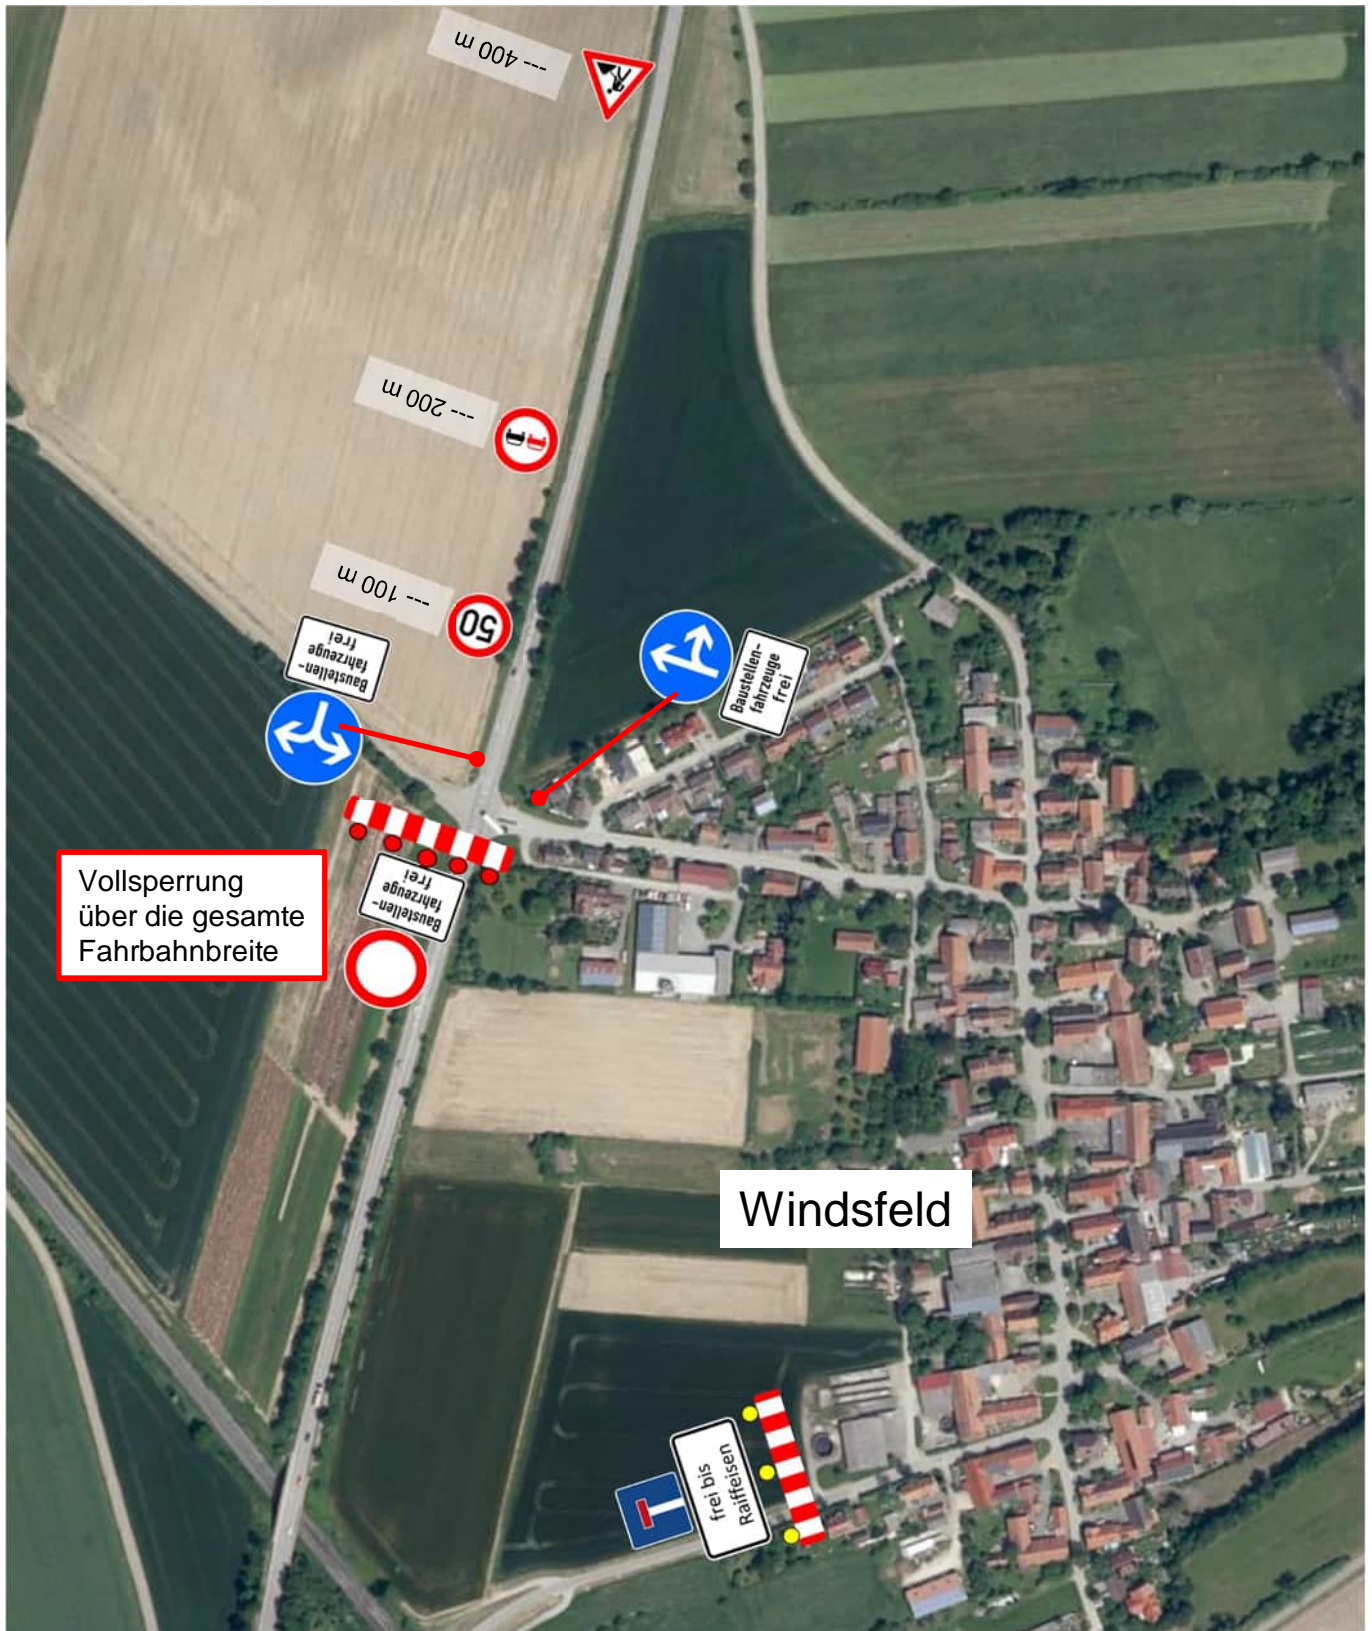 --- 400 m
--- 200 m
--- 100 m
50
Baustellen-
fahrzeuge
frei
Baustellen-
fahrzeuge
frei
Vollsperrung
über die gesamte
Fahrbahnbreite
Baustellen-
fahrzeuge
frei
Windsfeld
frei bis
Raiffeisen